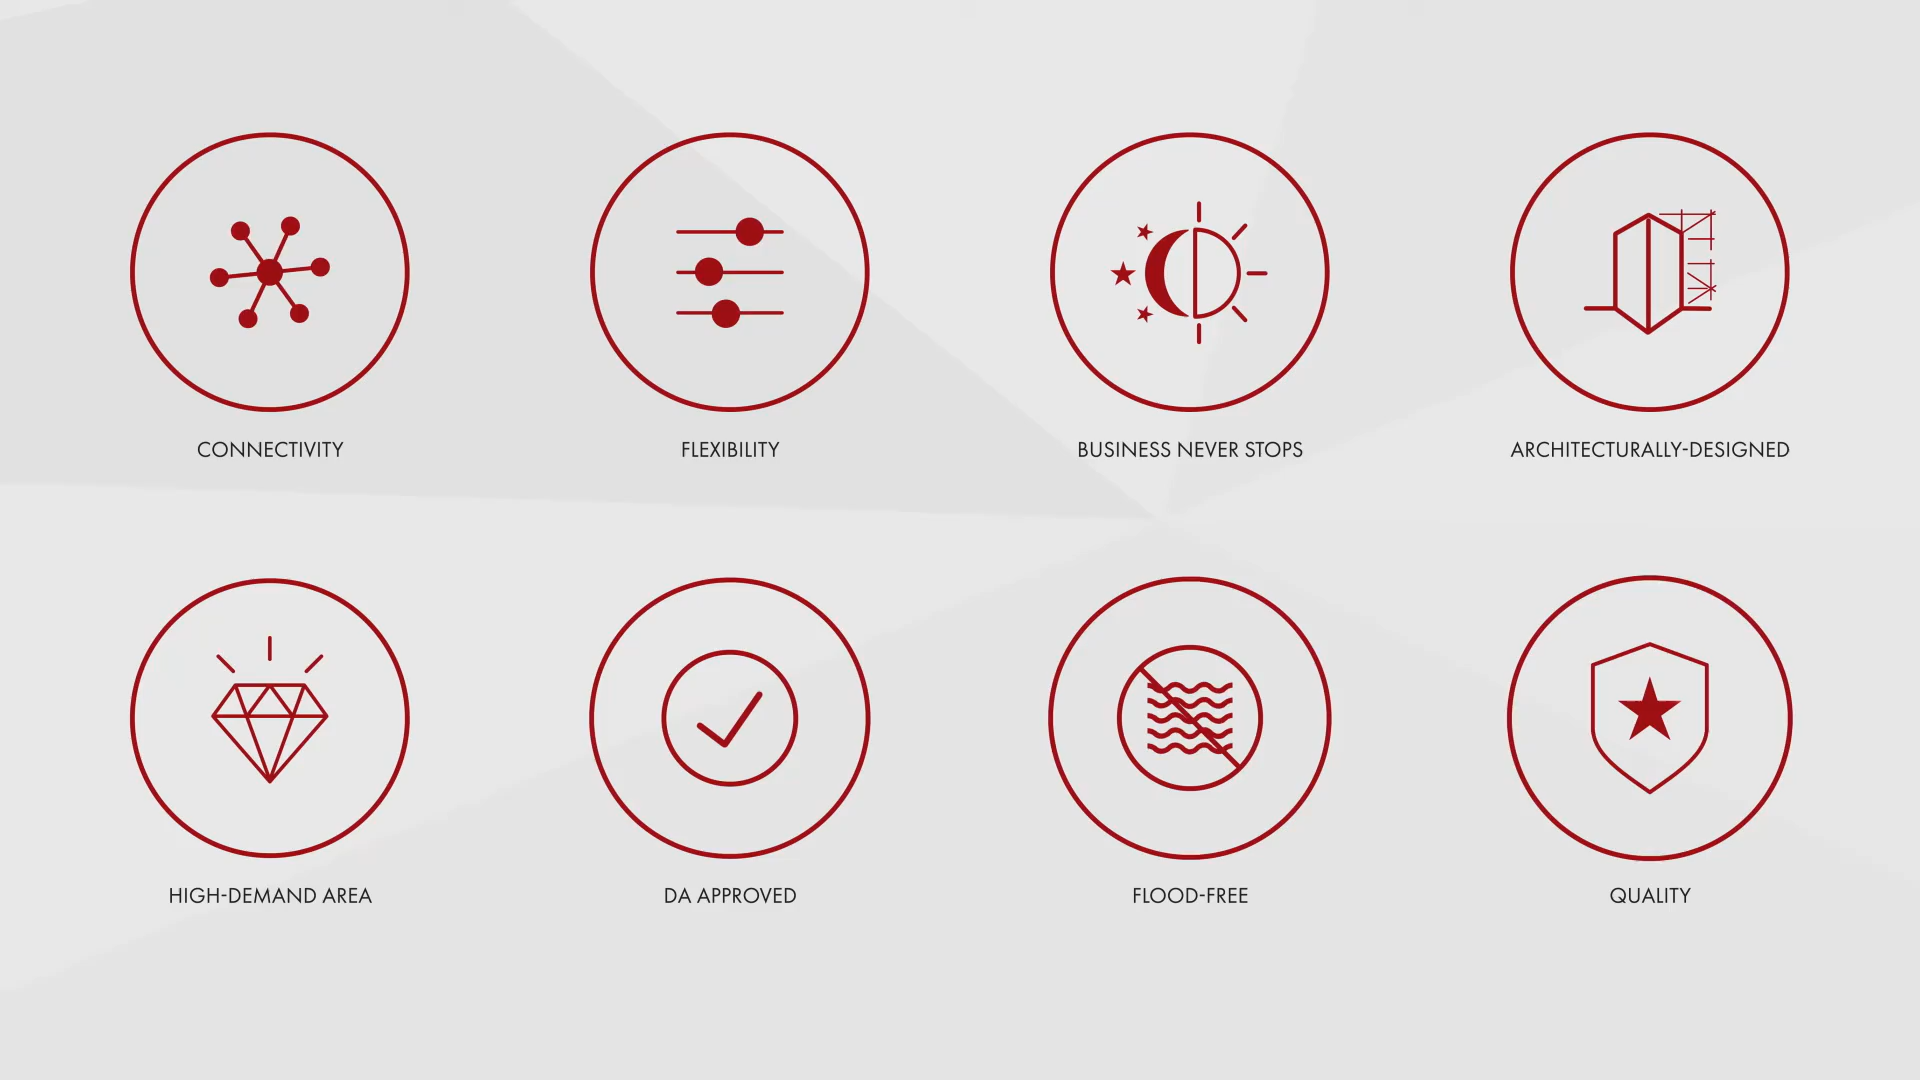 CONNECTIVITY
FLEXIBILITY
BUSINESS NEVER STOPS
ARCHITECTURALLY-DESIGNED
HIGH-DEMAND AREA
DA APPROVED
FLOOD-FREE
QUALITY